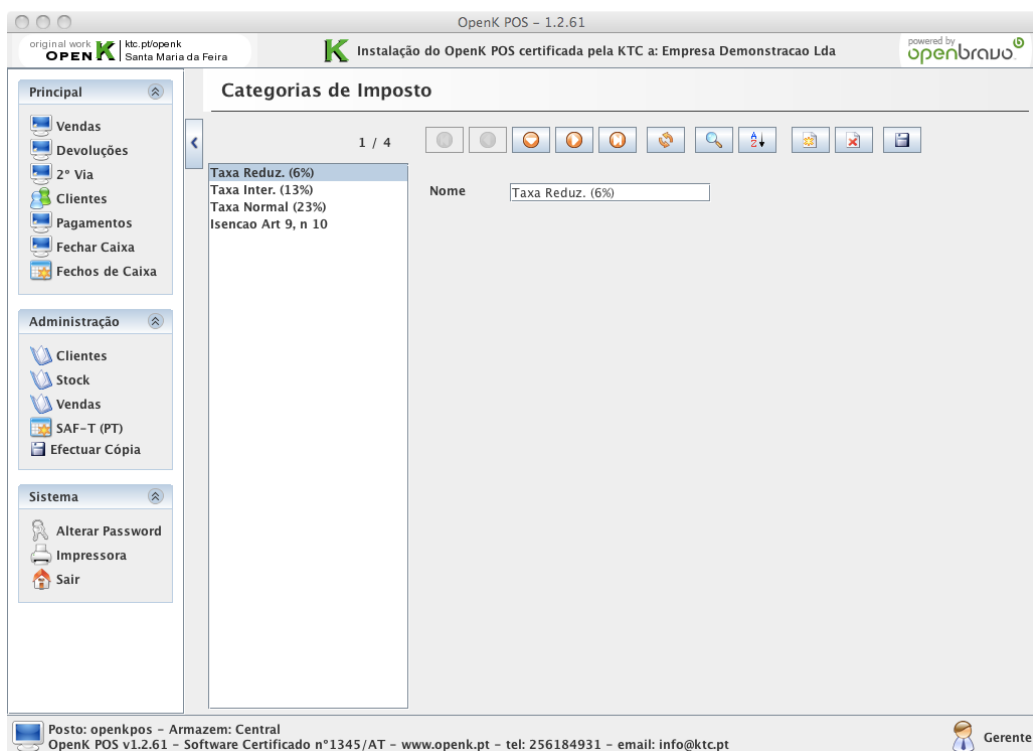 OpenK POS – 1.2.61
original work
OPEN K
ktc.pt/openk
Santa Maria da Feira
Instalação do OpenK POS certificada pela KTC a: Empresa Demonstracao Lda
powered by
openbravo
Principal
Vendas
Devoluções
2° Via
Clientes
Pagamentos
Fechar Caixa
Fechos de Caixa
Administração
Clientes
Stock
Vendas
SAF-T (PT)
Efectuar Cópia
Sistema
Alterar Password
Impressora
Sair
Categorias de Imposto
1 / 4
Taxa Reduz. (6%)
Taxa Inter. (13%)
Taxa Normal (23%)
Isencao Art 9, n 10
Nome Taxa Reduz. (6%)
Posto: openkpos – Armazem: Central
OpenK POS v1.2.61 – Software Certificado n°1345/AT – www.openk.pt – tel: 256184931 – email: info@ktc.pt
Gerente